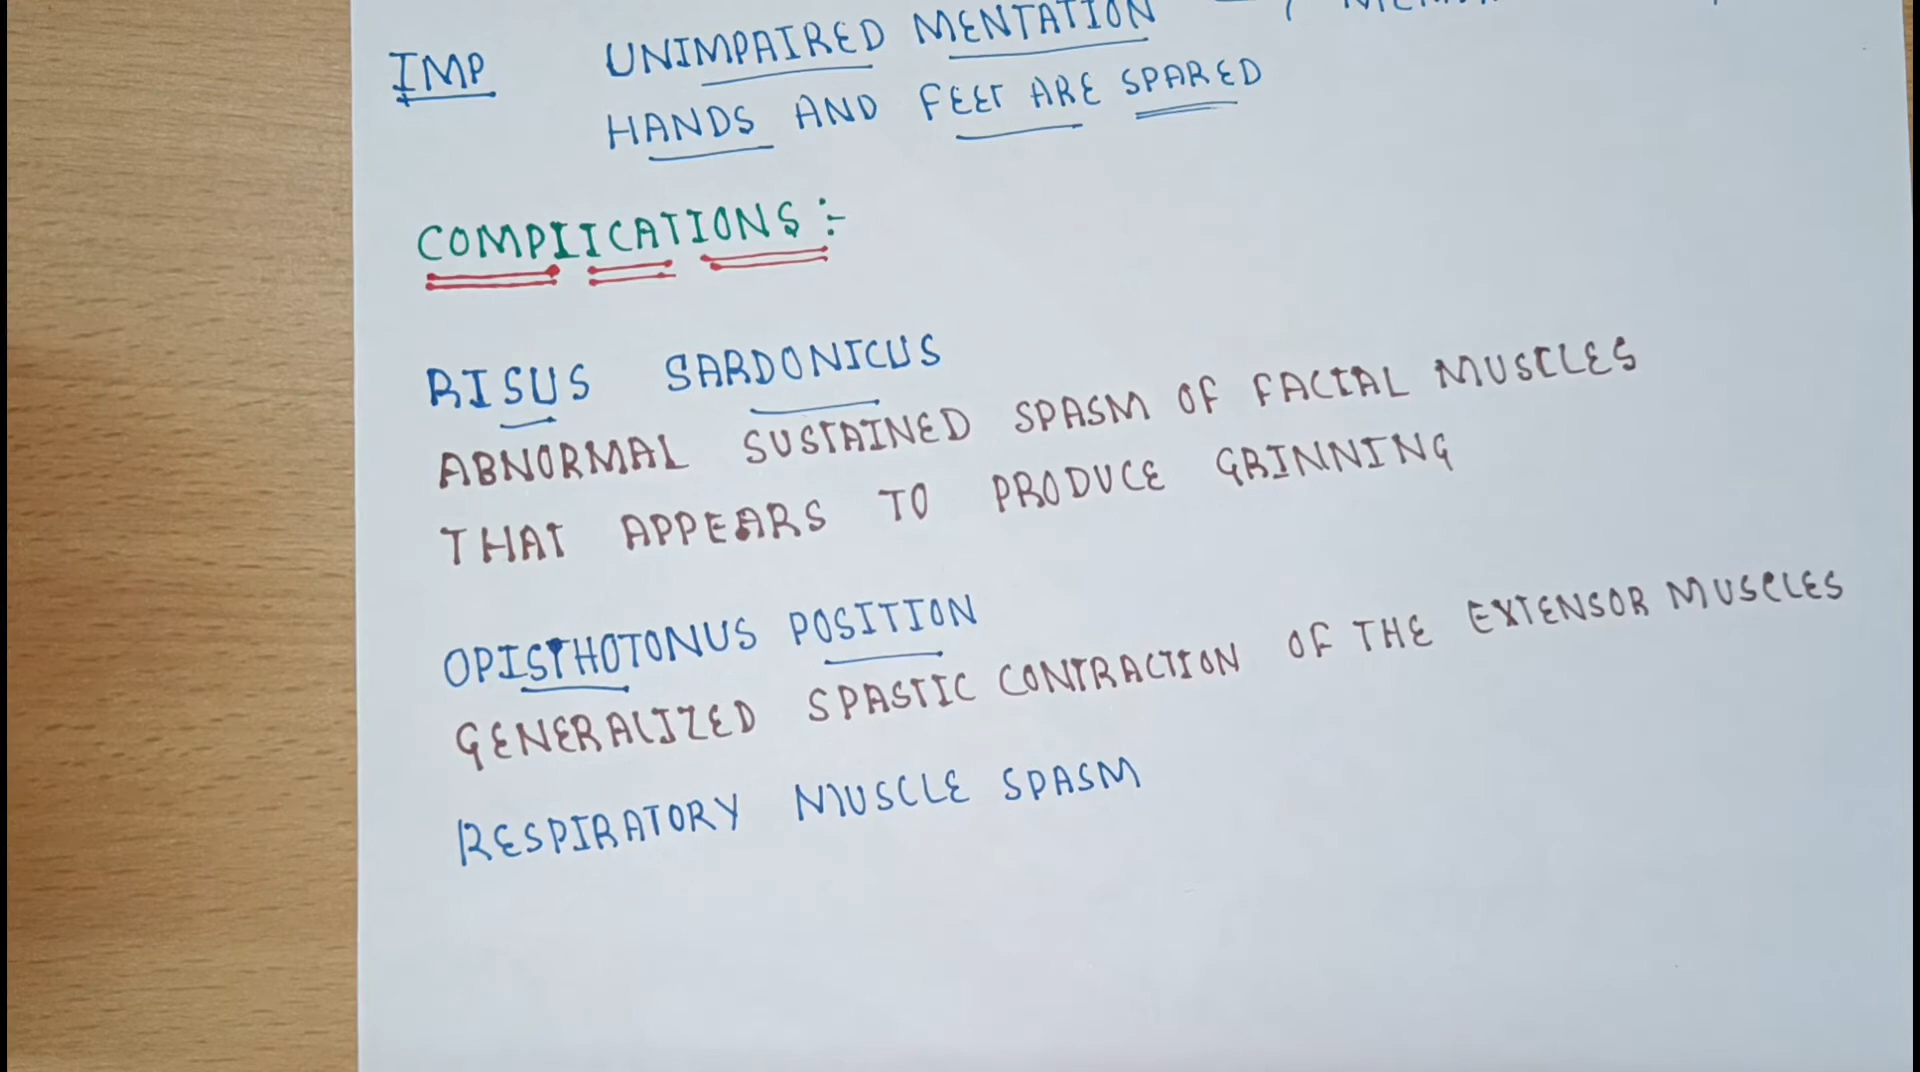 IMP UNIMPAIRED MENTATION
HANDS AND FEET ARE SPARED
COMPLICATIONS :-
RISUS SARDONICUS
ABNORMAL SUSTAINED SPASM OF FACIAL MUSCLES
THAT APPEARS TO PRODUCE GRINNING
OPISTHOTONUS POSITION
GENERALIZED SPASTIC CONTRACTION OF THE EXTENSOR MUSCLES
RESPIRATORY MUSCLE SPASM